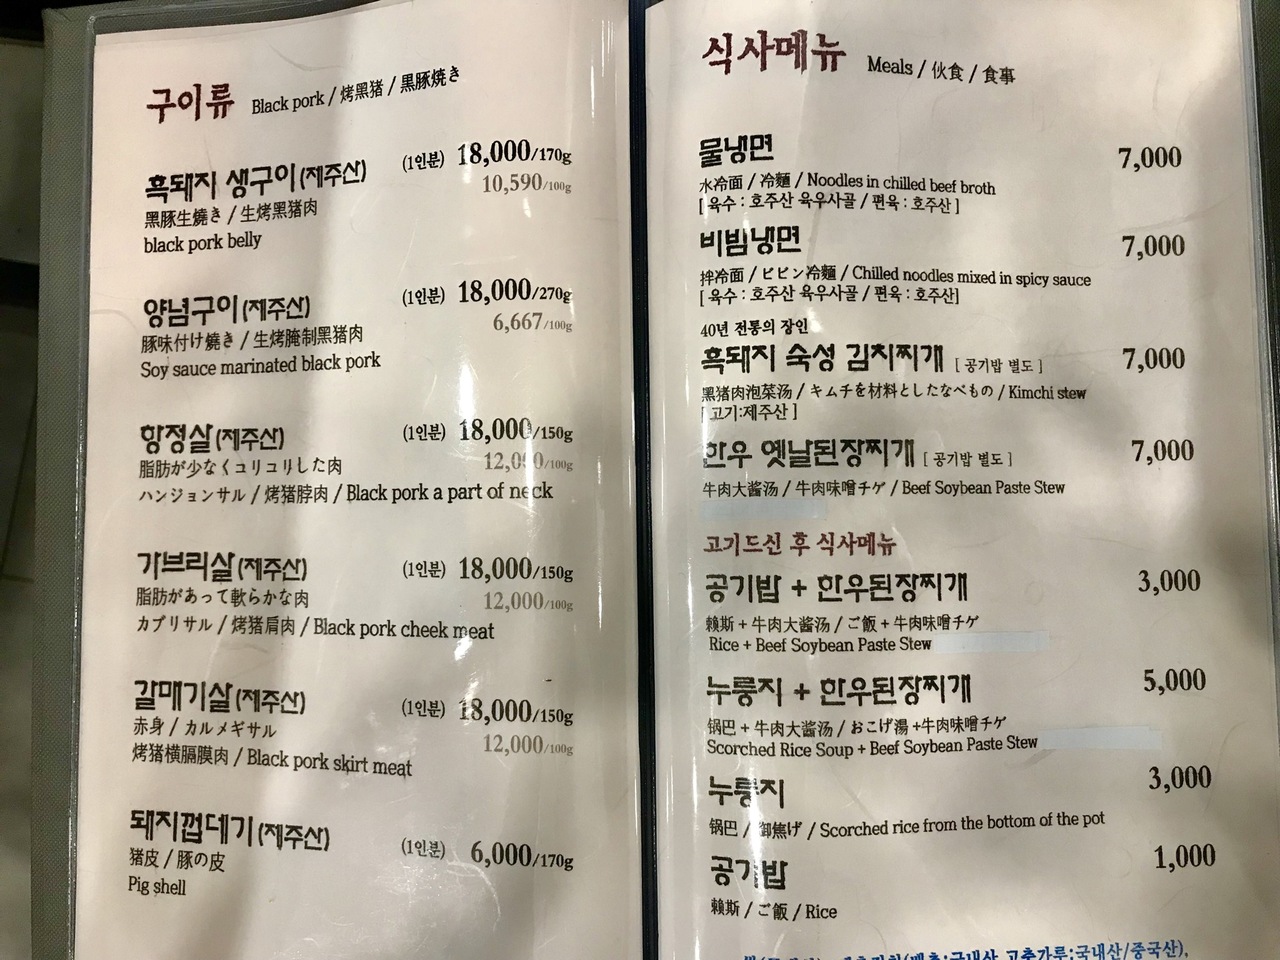 구이류 Black pork / 烤黑猪 / 黒豚焼き
흑돼지 생구이(제주산) (1인분) 18,000/170g
10,590/100g
黑豚生燒き / 生烤黑猪肉
black pork belly
양념구이(제주산) (1인분) 18,000/270g
6,667/100g
豚味付け燒き / 生烤腌制黑猪肉
Soy sauce marinated black pork
항정살(제주산) (1인분) 18,000/150g
12,000/100g
脂肪が少なくコリコリした肉
ハンジョンサル / 烤猪脖肉 / Black pork a part of neck
가브리살(제주산) (1인분) 18,000/150g
12,000/100g
脂肪があって軟らかな肉
カブリサル / 烤猪肩肉 / Black pork cheek meat
갈매기살(제주산) (1인분) 18,000/150g
12,000/100g
赤身 / カルメギサル
烤猪横膈膜肉 / Black pork skirt meat
돼지껍데기(제주산) (1인분) 6,000/170g
猪皮 / 豚の皮
Pig shell
식사메뉴 Meals / 伙食 / 食事
물냉면 7,000
水冷面 / 冷麵 / Noodles in chilled beef broth
[ 육수 : 호주산 육우사골 / 편육 : 호주산 ]
비빔냉면 7,000
拌冷面 / ビビン冷麵 / Chilled noodles mixed in spicy sauce
[ 육수 : 호주산 육우사골 / 편육 : 호주산]
40년 전통의 장인
흑돼지 숙성 김치찌개 [ 공기밥 별도 ] 7,000
黑猪肉泡菜汤 / キムチを材料としたなべもの / Kimchi stew
[ 고기:제주산 ]
한우 옛날된장찌개 [ 공기밥 별도 ] 7,000
牛肉大酱汤 / 牛肉味噌チゲ / Beef Soybean Paste Stew
고기드신 후 식사메뉴
공기밥 + 한우된장찌개 3,000
赖斯 + 牛肉大酱汤 / ご飯 + 牛肉味噌チゲ
Rice + Beef Soybean Paste Stew
누룽지 + 한우된장찌개 5,000
锅巴 + 牛肉大酱汤 / おこげ湯 +牛肉味噌チゲ
Scorched Rice Soup + Beef Soybean Paste Stew
누룽지 3,000
锅巴 / 御焦げ / Scorched rice from the bottom of the pot
공기밥 1,000
赖斯 / ご飯 / Rice
고춧가루:국내산/중국산),